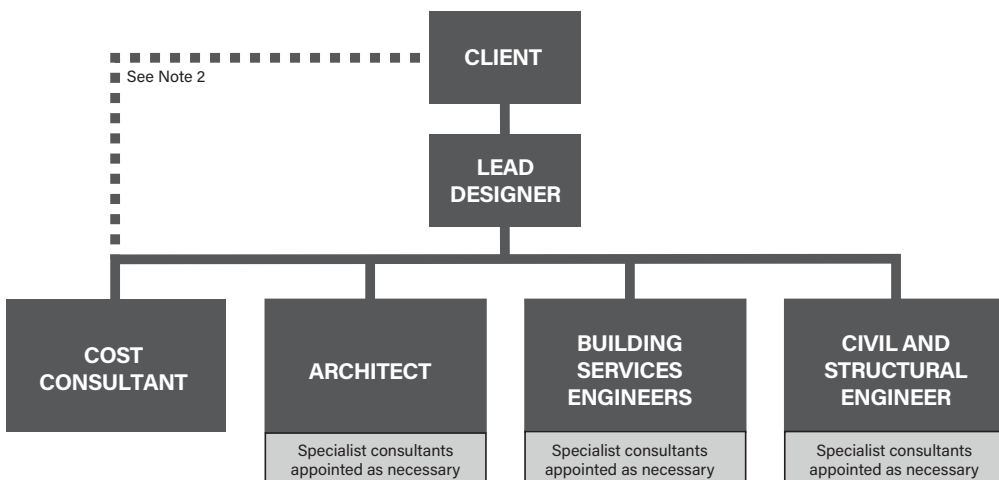 CLIENT
See Note 2
LEAD
DESIGNER
COST
CONSULTANT
ARCHITECT
BUILDING
SERVICES
ENGINEERS
CIVIL AND
STRUCTURAL
ENGINEER
Specialist consultants
appointed as necessary
Specialist consultants
appointed as necessary
Specialist consultants
appointed as necessary